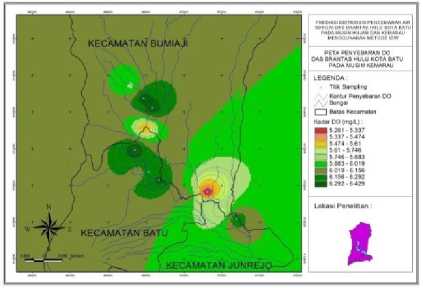 KECAMATAN BUMIAJI
KECAMATAN BATU
KECAMATAN JUNREJO
PREDIKSI DISTRIBUSI PENCEMARAN AIR
SUNGAI DAS BRANTAS HULU KOTA BATU
PADA MUSIM HUJAN DAN KEMARAU
MENGGUNAKAN METODE IDW
PETA PENYEBARAN DO
DAS BRANTAS HULU KOTA BATU
PADA MUSIM KEMARAU
LEGENDA :
Titik Sampling
Kontur Penyebaran DO
Sungai
Batas Kecamatan
Kadar DO (mg/L) :
5.261 - 5.337
5.337 - 5.474
5.474 - 5.61
5.61 - 5.746
5.746 - 5.883
5.883 - 6.019
6.019 - 6.156
6.156 - 6.292
6.292 - 6.429
Lokasi Penelitian :
N
W
E
S